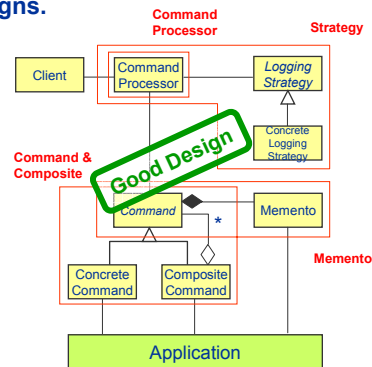 igns.
Command
Processor
Strategy
Client
Command
Processor
Logging
Strategy
Concrete
Logging
Strategy
Good Design
Command &
Composite
Command
*
Memento
Memento
Concrete
Command
Composite
Command
Application